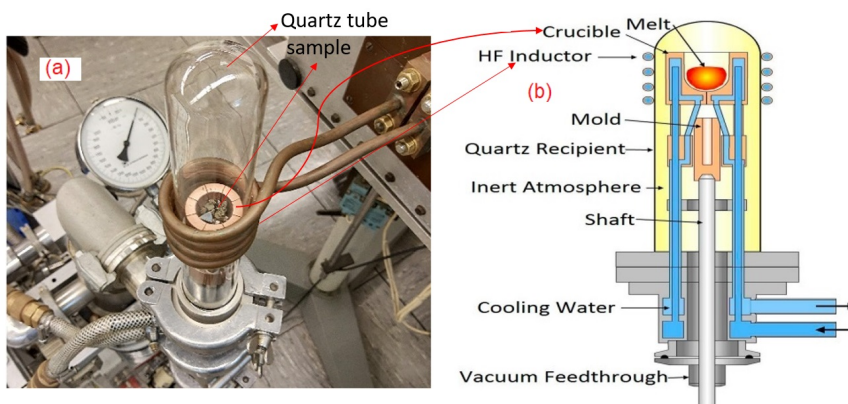 Quartz tube
sample
(a)
Crucible
Melt
HF Inductor
(b)
Mold
Quartz Recipient
Inert Atmosphere
Shaft
Cooling Water
Vacuum Feedthrough